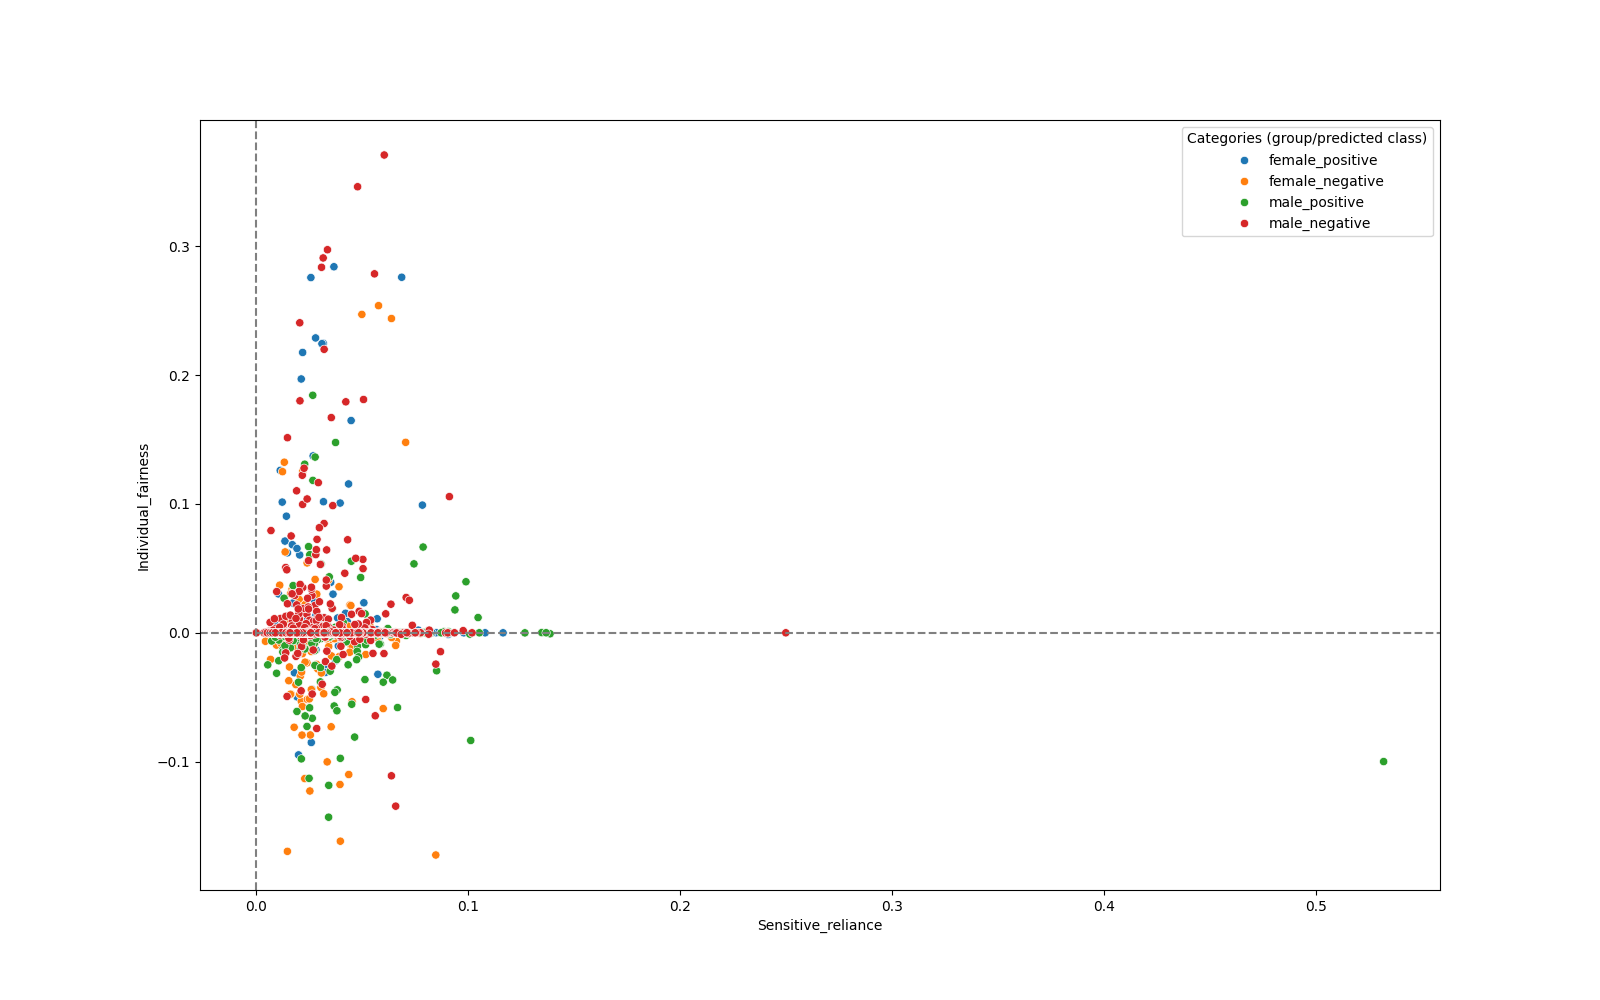 Categories (group/predicted class)
female_positive
female_negative
male_positive
male_negative
0.3
0.2
0.1
0.0
−0.1
Individual_fairness
0.0 0.1 0.2 0.3 0.4 0.5
Sensitive_reliance